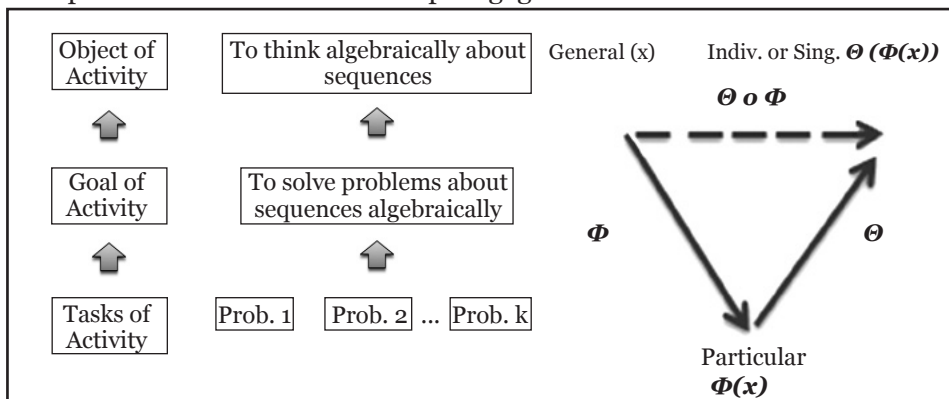 Object of
Activity
To think algebraically about
sequences
General (x)
Indiv. or Sing. Θ (Φ(x))
Θ o Φ
Goal of
Activity
To solve problems about
sequences algebraically
Φ
Θ
Tasks of
Activity
Prob. 1
Prob. 2 ... Prob. k
Particular
Φ(x)